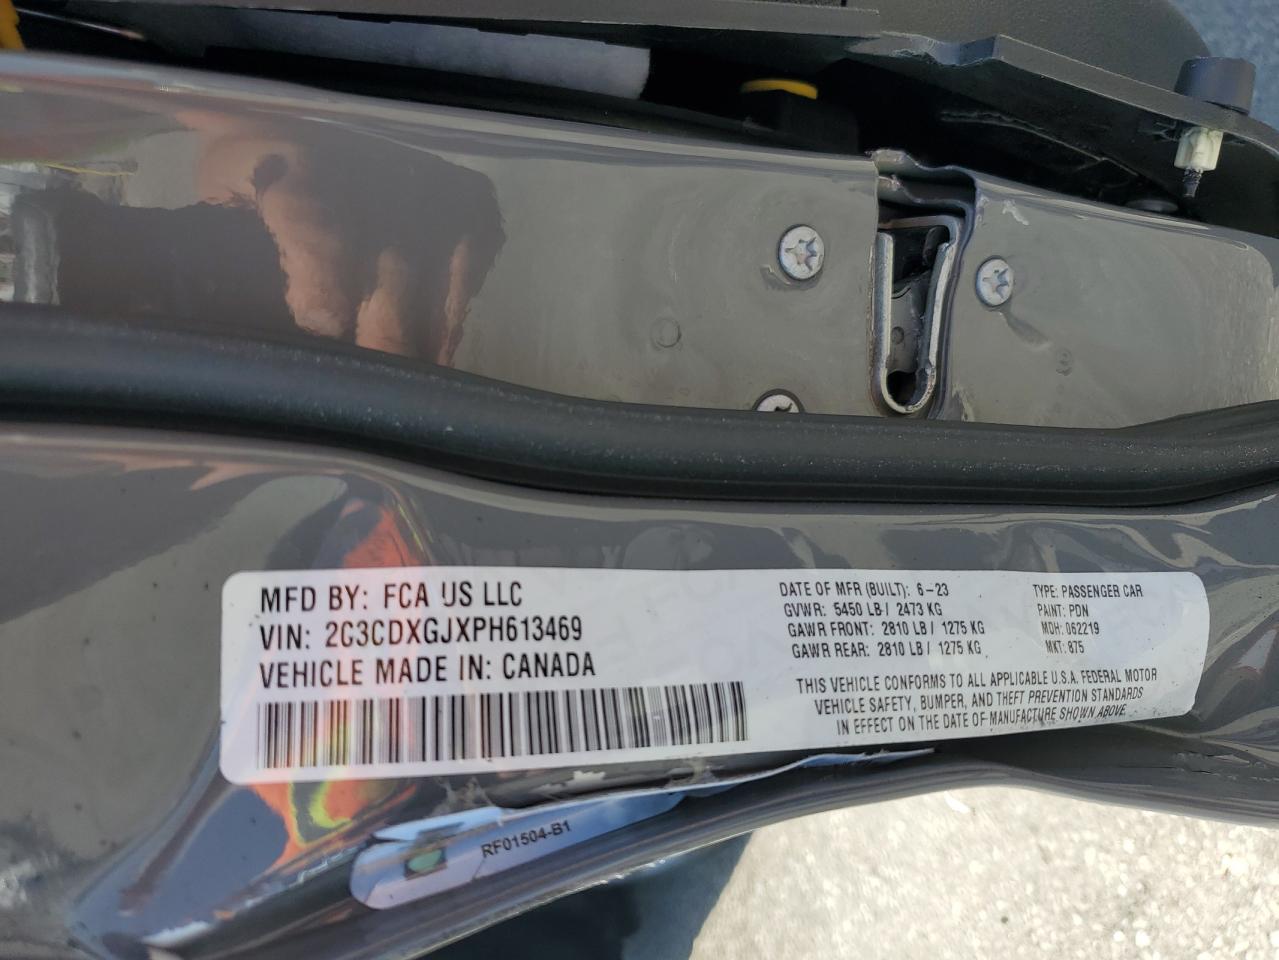 MFD BY: FCA US LLC
VIN: 2C3CDXGJXPH613469
VEHICLE MADE IN: CANADA
DATE OF MFR (BUILT): 6-23
GVWR: 5450 LB / 2473 KG
GAWR FRONT: 2810 LB / 1275 KG
GAWR REAR: 2810 LB / 1275 KG
TYPE: PASSENGER CAR
PAINT: PDN
MDH: 062219
MKT: 875
THIS VEHICLE CONFORMS TO ALL APPLICABLE U.S.A. FEDERAL MOTOR
VEHICLE SAFETY, BUMPER, AND THEFT PREVENTION STANDARDS
IN EFFECT ON THE DATE OF MANUFACTURE SHOWN ABOVE.
RF01504-B1